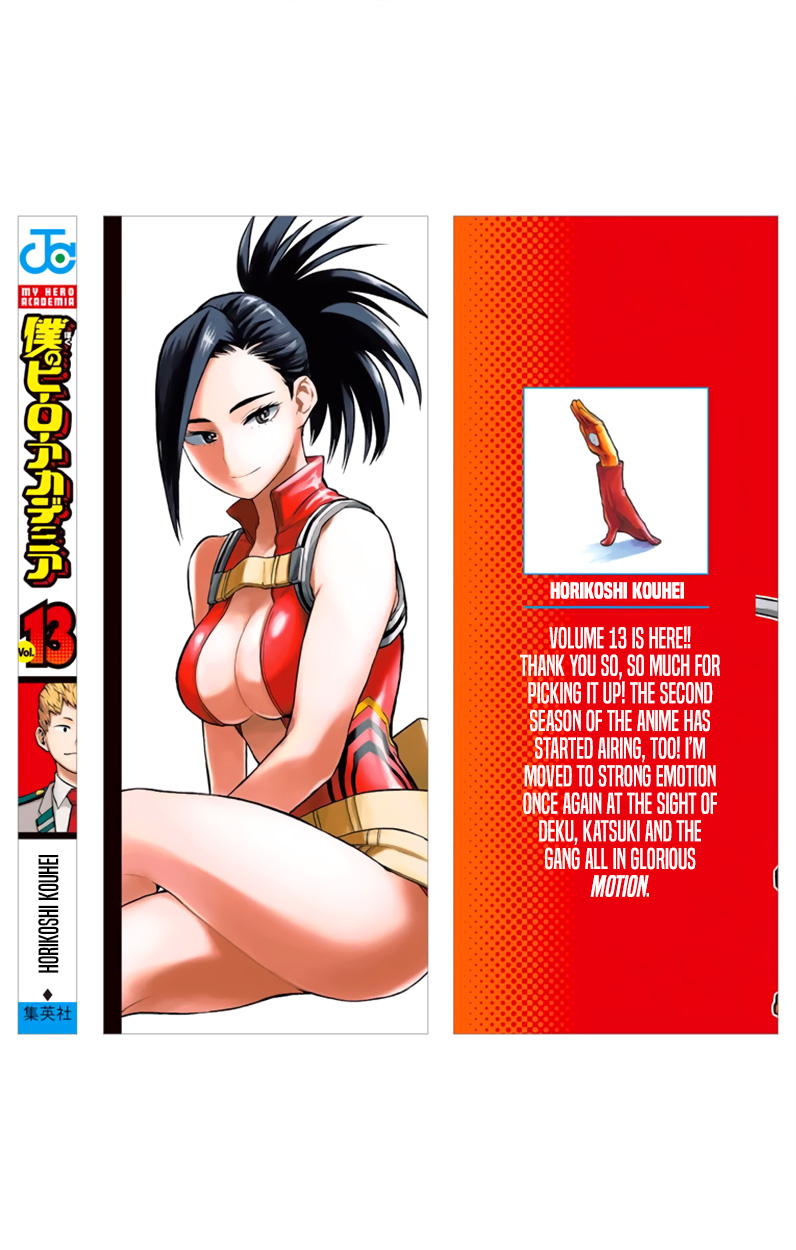 MY HERO
ACADEMIA
僕のヒーローアカデミア
Vol.13
HORIKOSHI KOUHEI
集英社
HORIKOSHI KOUHEI
VOLUME 13 IS HERE!!
THANK YOU SO, SO MUCH FOR
PICKING IT UP! THE SECOND
SEASON OF THE ANIME HAS
STARTED AIRING, TOO! I'M
MOVED TO STRONG EMOTION
ONCE AGAIN AT THE SIGHT OF
DEKU, KATSUKI AND THE
GANG ALL IN GLORIOUS
MOTION.